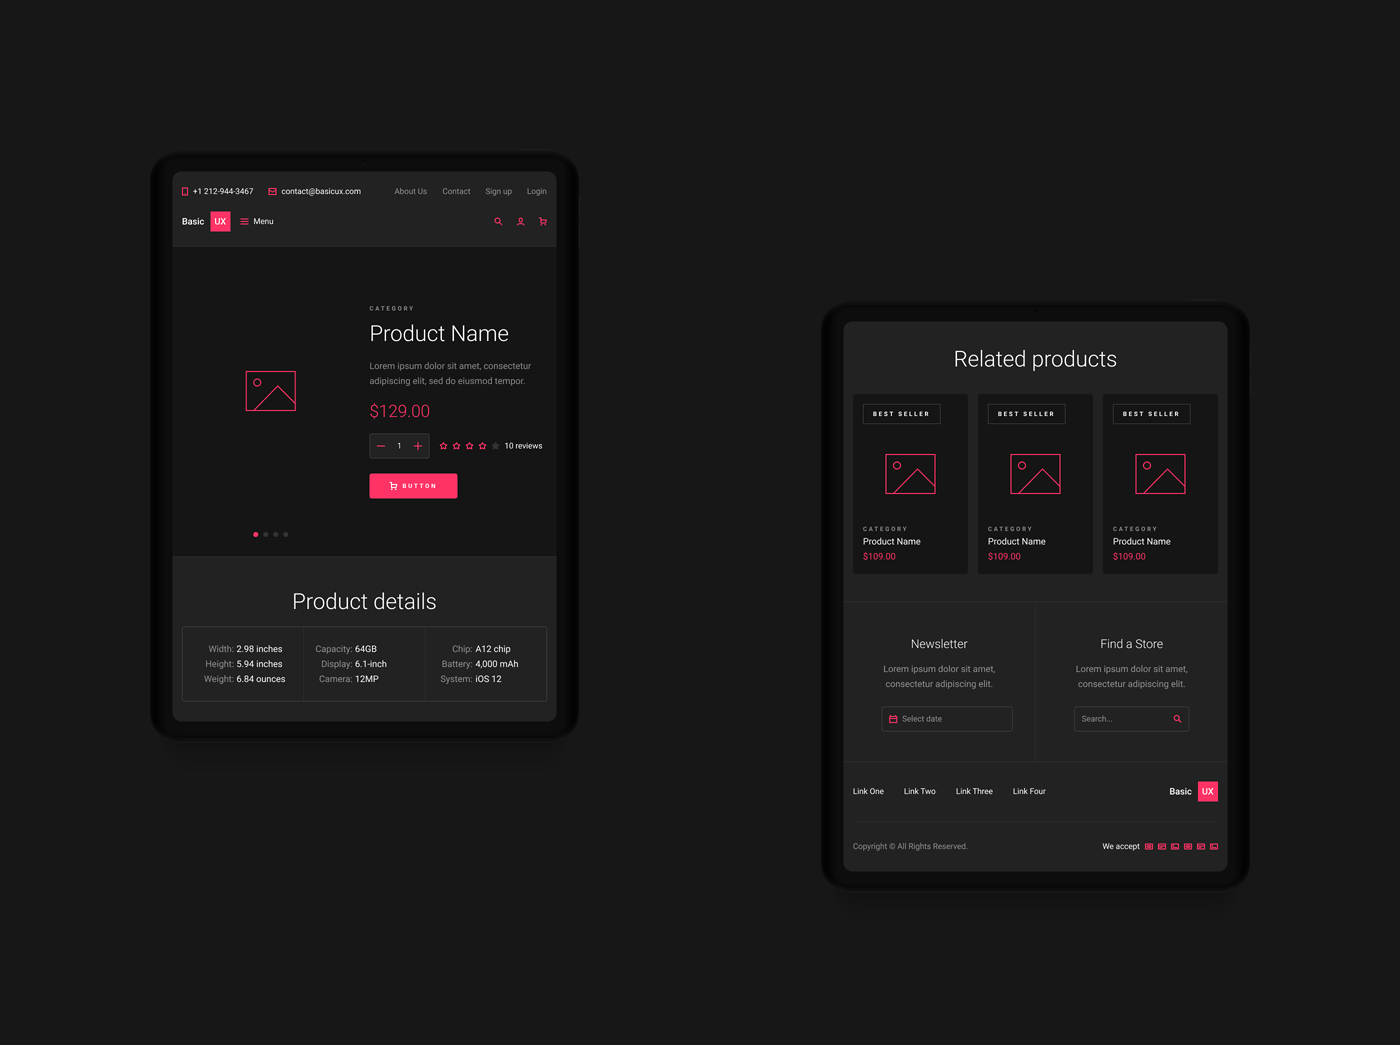 +1 212-944-3467 contact@basicux.com About Us Contact Sign up Login
Basic UX Menu
CATEGORY
Product Name
Lorem ipsum dolor sit amet, consectetur
adipiscing elit, sed do eiusmod tempor.
$129.00
1 10 reviews
BUTTON
Product details
Width: 2.98 inches Capacity: 64GB Chip: A12 chip
Height: 5.94 inches Display: 6.1-inch Battery: 4,000 mAh
Weight: 6.84 ounces Camera: 12MP System: iOS 12
Related products
BEST SELLER BEST SELLER BEST SELLER
CATEGORY CATEGORY CATEGORY
Product Name Product Name Product Name
$109.00 $109.00 $109.00
Newsletter Find a Store
Lorem ipsum dolor sit amet, Lorem ipsum dolor sit amet,
consectetur adipiscing elit. consectetur adipiscing elit.
Select date Search...
Link One Link Two Link Three Link Four Basic UX
Copyright © All Rights Reserved. We accept